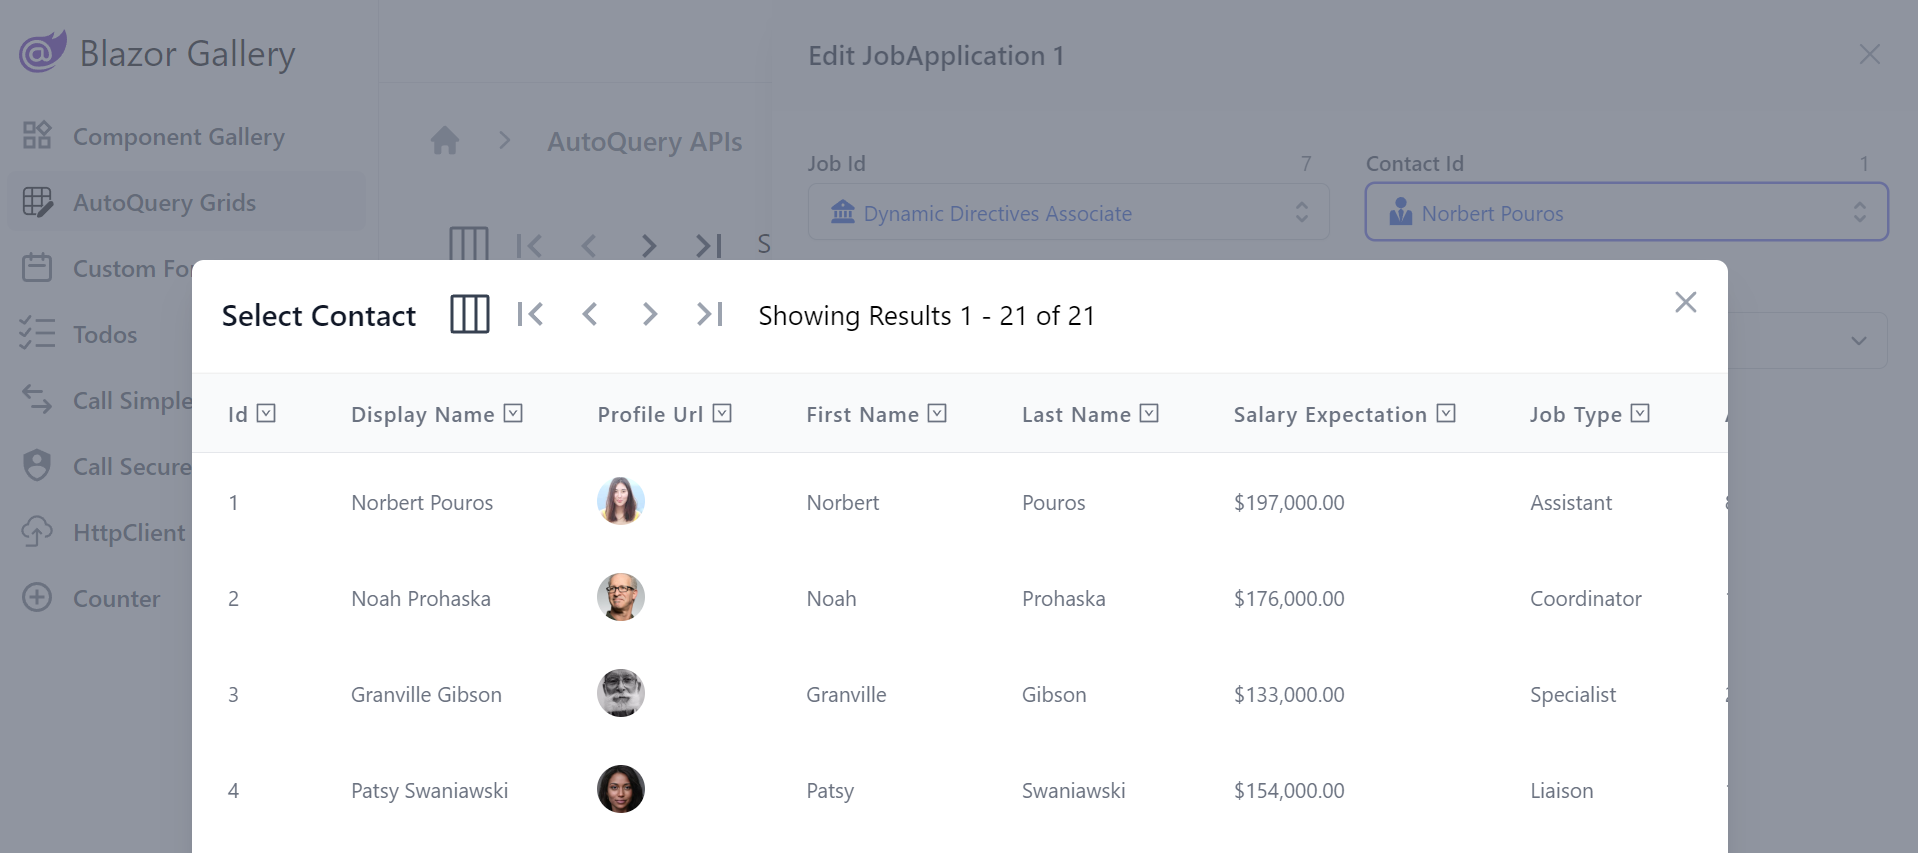 Blazor Gallery
Component Gallery
AutoQuery Grids
Custom Fo
Todos
Call Simple
Call Secure
HttpClient
Counter
AutoQuery APIs
S
Edit JobApplication 1
Job Id 7
Dynamic Directives Associate
Contact Id 1
Norbert Pouros
Select Contact Showing Results 1 - 21 of 21
Id Display Name Profile Url First Name Last Name Salary Expectation Job Type
1 Norbert Pouros Norbert Pouros $197,000.00 Assistant
2 Noah Prohaska Noah Prohaska $176,000.00 Coordinator
3 Granville Gibson Granville Gibson $133,000.00 Specialist
4 Patsy Swaniawski Patsy Swaniawski $154,000.00 Liaison